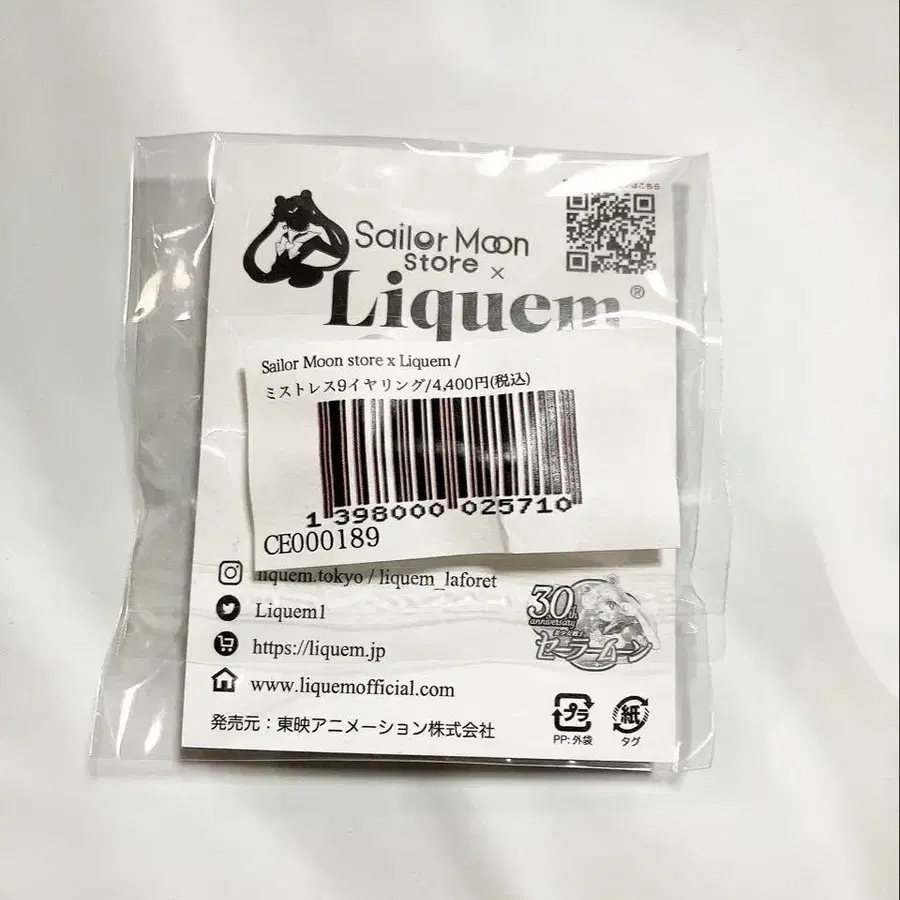 Sailor Moon
store ×
Liquem®
Sailor Moon store x Liquem /
ミストレス9イヤリング/4,400円(税込)
1 398000 025710
CE000189
liquem.tokyo / liquem_laforet
Liquem1
https://liquem.jp
www.liquemofficial.com
30th
anniversary
セーラームーン
発売元：東映アニメーション株式会社
プラ
PP: 外袋
紙
タグ